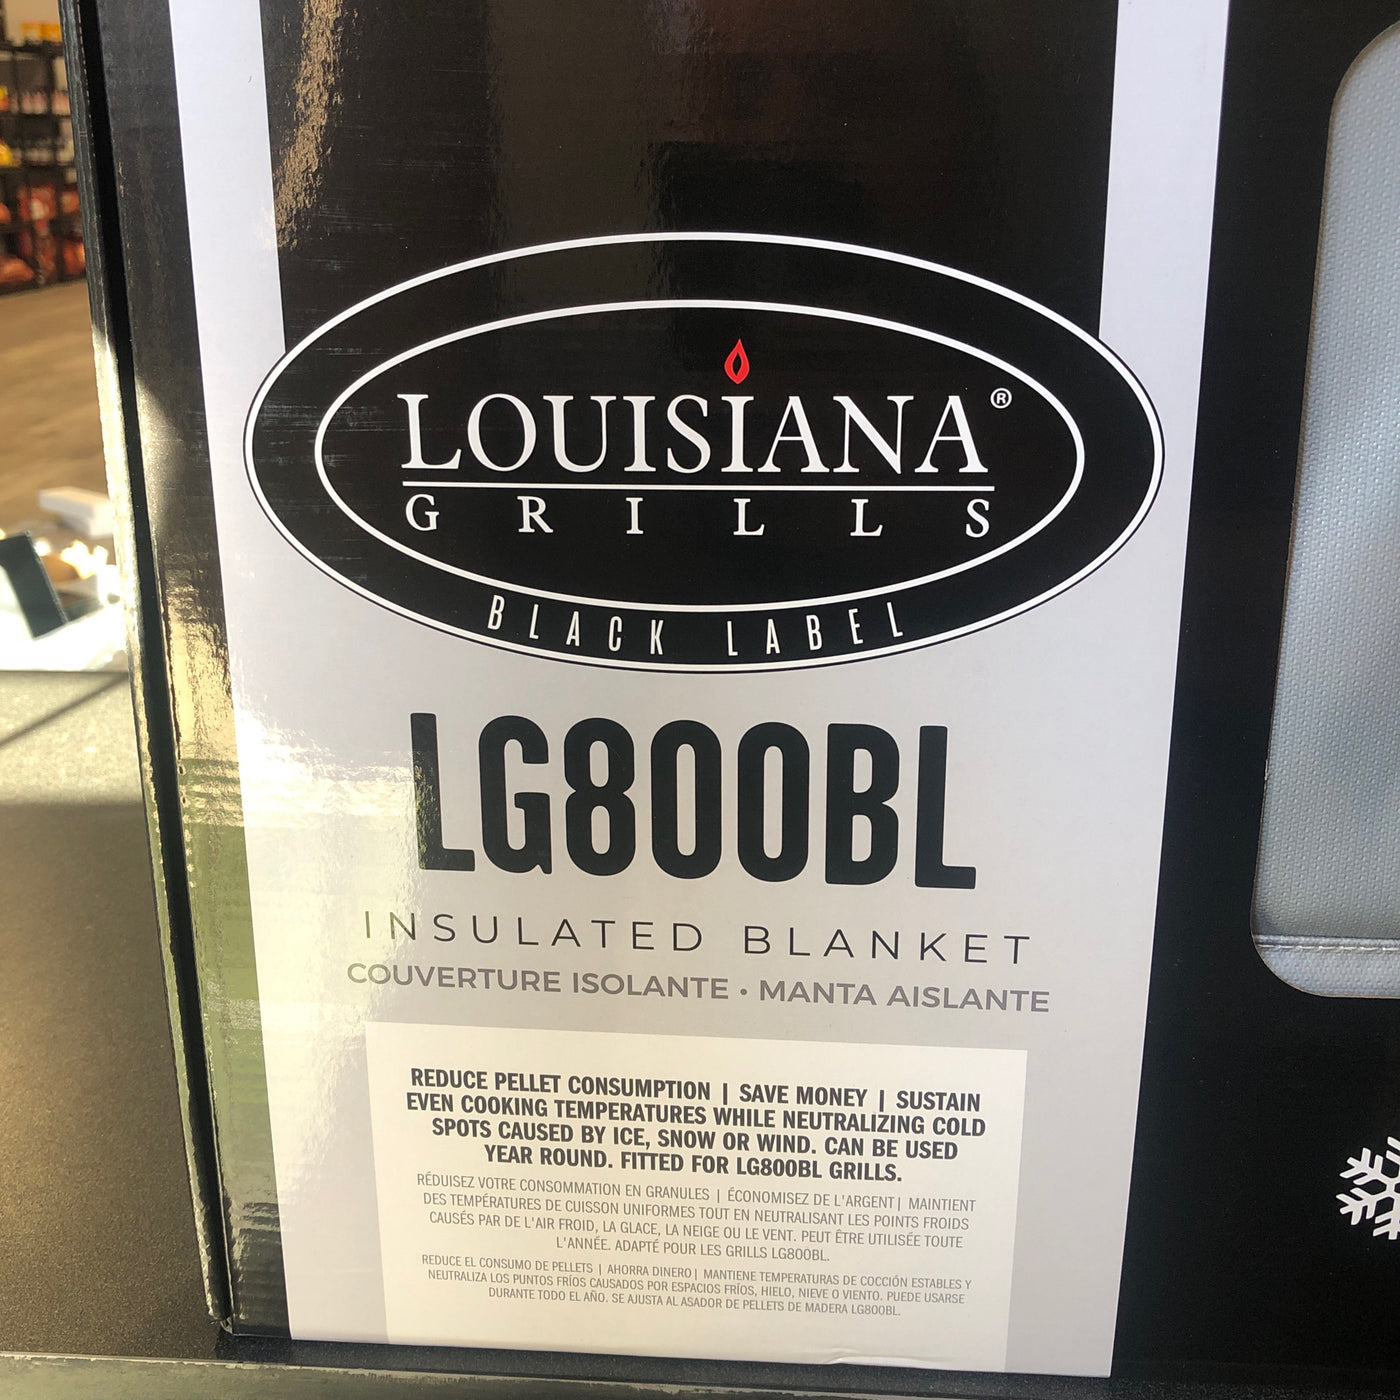 LOUISIANA®
GRILLS
BLACK LABEL
LG800BL
INSULATED BLANKET
COUVERTURE ISOLANTE • MANTA AISLANTE
REDUCE PELLET CONSUMPTION | SAVE MONEY | SUSTAIN
EVEN COOKING TEMPERATURES WHILE NEUTRALIZING COLD
SPOTS CAUSED BY ICE, SNOW OR WIND. CAN BE USED
YEAR ROUND. FITTED FOR LG800BL GRILLS.
RÉDUISEZ VOTRE CONSOMMATION EN GRANULES | ÉCONOMISEZ DE L'ARGENT| MAINTIENT
DES TEMPÉRATURES DE CUISSON UNIFORMES TOUT EN NEUTRALISANT LES POINTS FROIDS
CAUSÉS PAR DE L'AIR FROID, LA GLACE, LA NEIGE OU LE VENT. PEUT ÊTRE UTILISÉE TOUTE
L'ANNÉE. ADAPTÉ POUR LES GRILLS LG800BL.
REDUCE EL CONSUMO DE PELLETS | AHORRA DINERO| MANTIENE TEMPERATURAS DE COCCIÓN ESTABLES Y
NEUTRALIZA LOS PUNTOS FRÍOS CAUSADOS POR ESPACIOS FRÍOS, HIELO, NIEVE O VIENTO. PUEDE USARSE
DURANTE TODO EL AÑO. SE AJUSTA AL ASADOR DE PELLETS DE MADERA LG800BL.